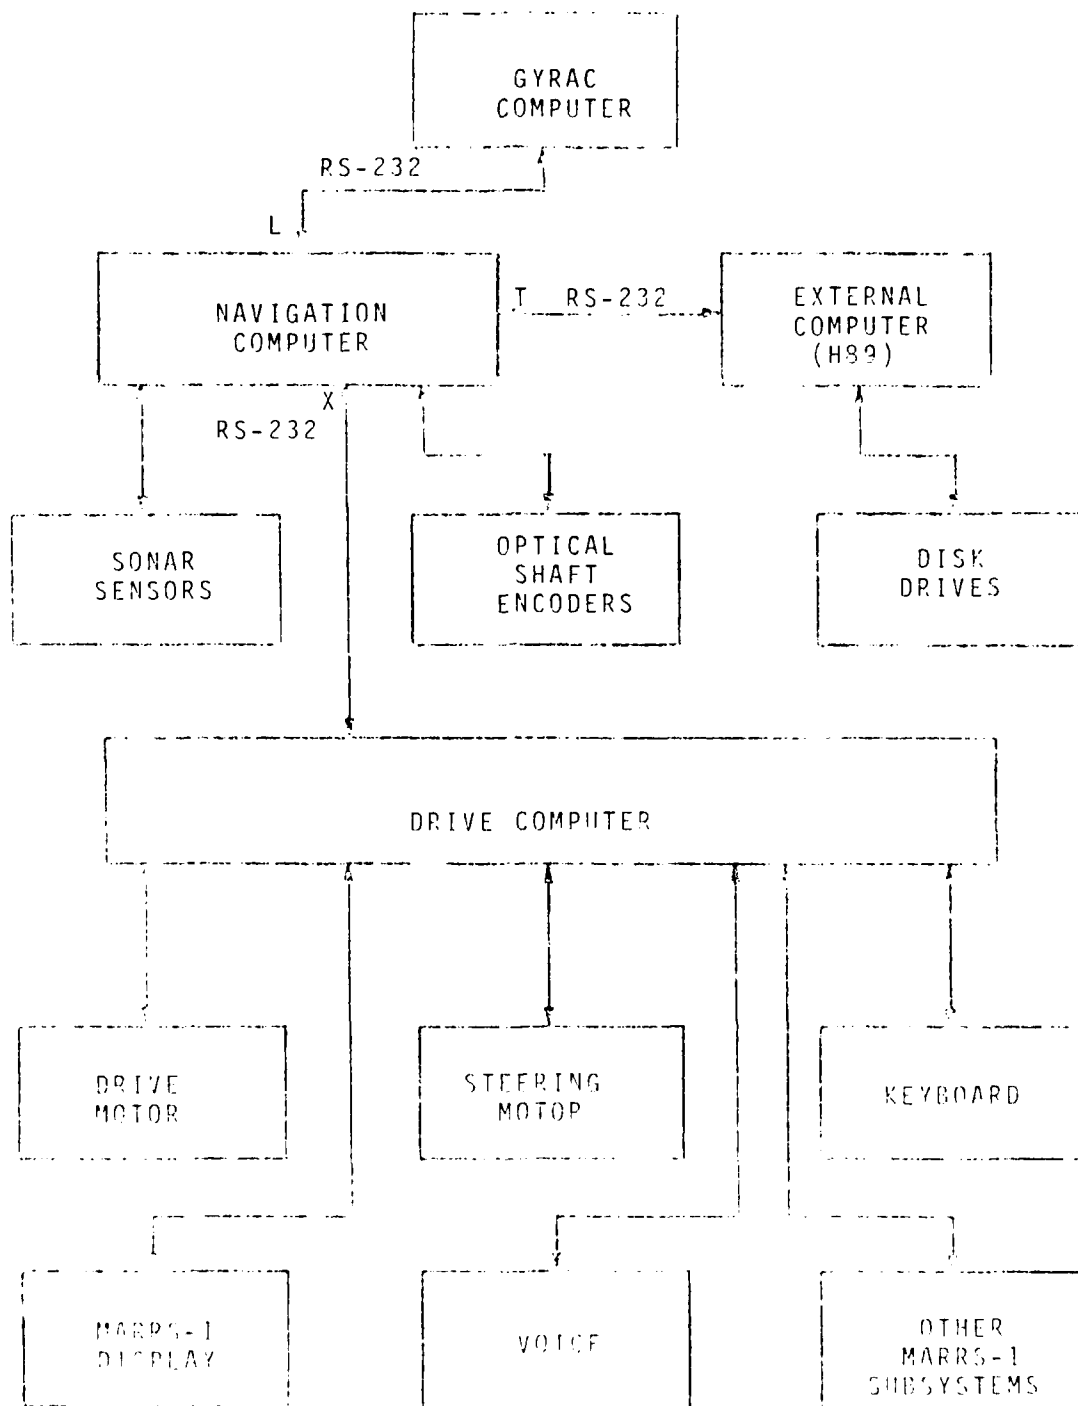 GYRAC
COMPUTER
RS-232
L
NAVIGATION
COMPUTER
T RS-232
EXTERNAL
COMPUTER
(H89)
X
RS-232
SONAR
SENSORS
OPTICAL
SHAFT
ENCODERS
DISK
DRIVES
DRIVE COMPUTER
DRIVE
MOTOR
STEERING
MOTOR
KEYBOARD
MARRS-1
DISPLAY
VOICE
OTHER
MARRS-1
SUBSYSTEMS